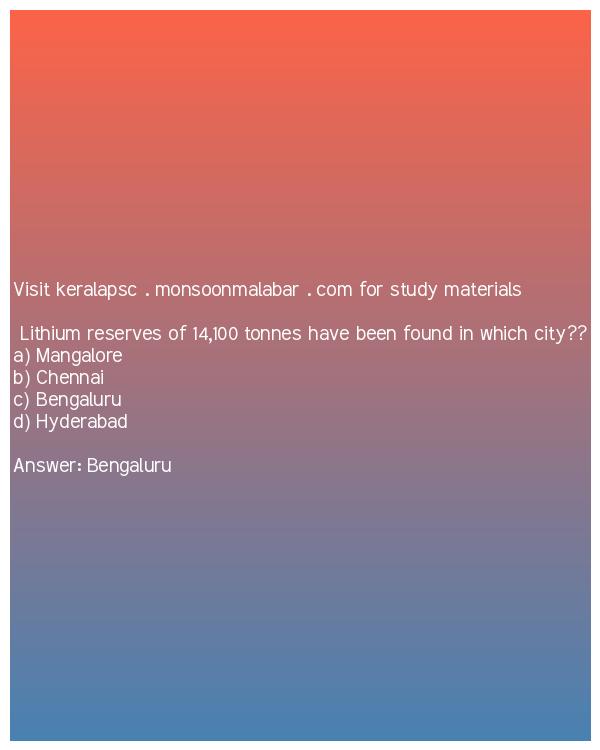 Visit keralapsc . monsoonmalabar . com for study materials
Lithium reserves of 14,100 tonnes have been found in which city??
a) Mangalore
b) Chennai
c) Bengaluru
d) Hyderabad
Answer: Bengaluru